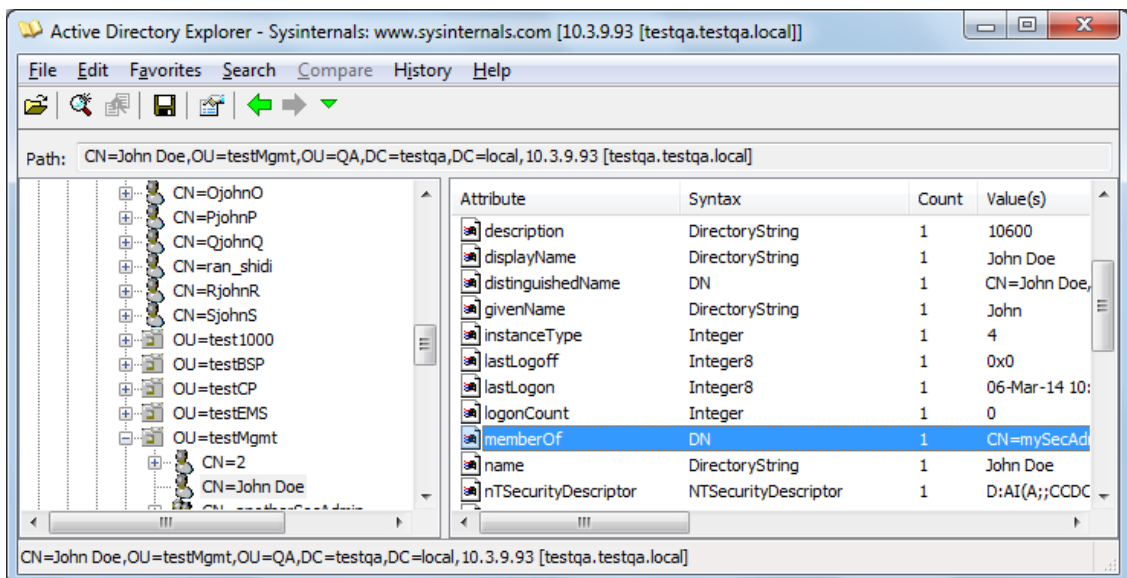 Active Directory Explorer - Sysinternals: www.sysinternals.com [10.3.9.93 [testqa.testqa.local]]
File Edit Favorites Search Compare History Help
Path: CN=John Doe,OU=testMgmt,OU=QA,DC=testqa,DC=local,10.3.9.93 [testqa.testqa.local]
CN=OjohnO
CN=PjohnP
CN=QjohnQ
CN=ran_shidi
CN=RjohnR
CN=SjohnS
OU=test1000
OU=testBSP
OU=testCP
OU=testEMS
OU=testMgmt
CN=2
CN=John Doe
Attribute Syntax Count Value(s)
description DirectoryString 1 10600
displayName DirectoryString 1 John Doe
distinguishedName DN 1 CN=John Doe,
givenName DirectoryString 1 John
instanceType Integer 1 4
lastLogoff Integer8 1 0x0
lastLogon Integer8 1 06-Mar-14 10:
logonCount Integer 1 0
memberOf DN 1 CN=mySecAd
name DirectoryString 1 John Doe
nTSecurityDescriptor NTSecurityDescriptor 1 D:AI(A;;CCDC
CN=John Doe,OU=testMgmt,OU=QA,DC=testqa,DC=local,10.3.9.93 [testqa.testqa.local]